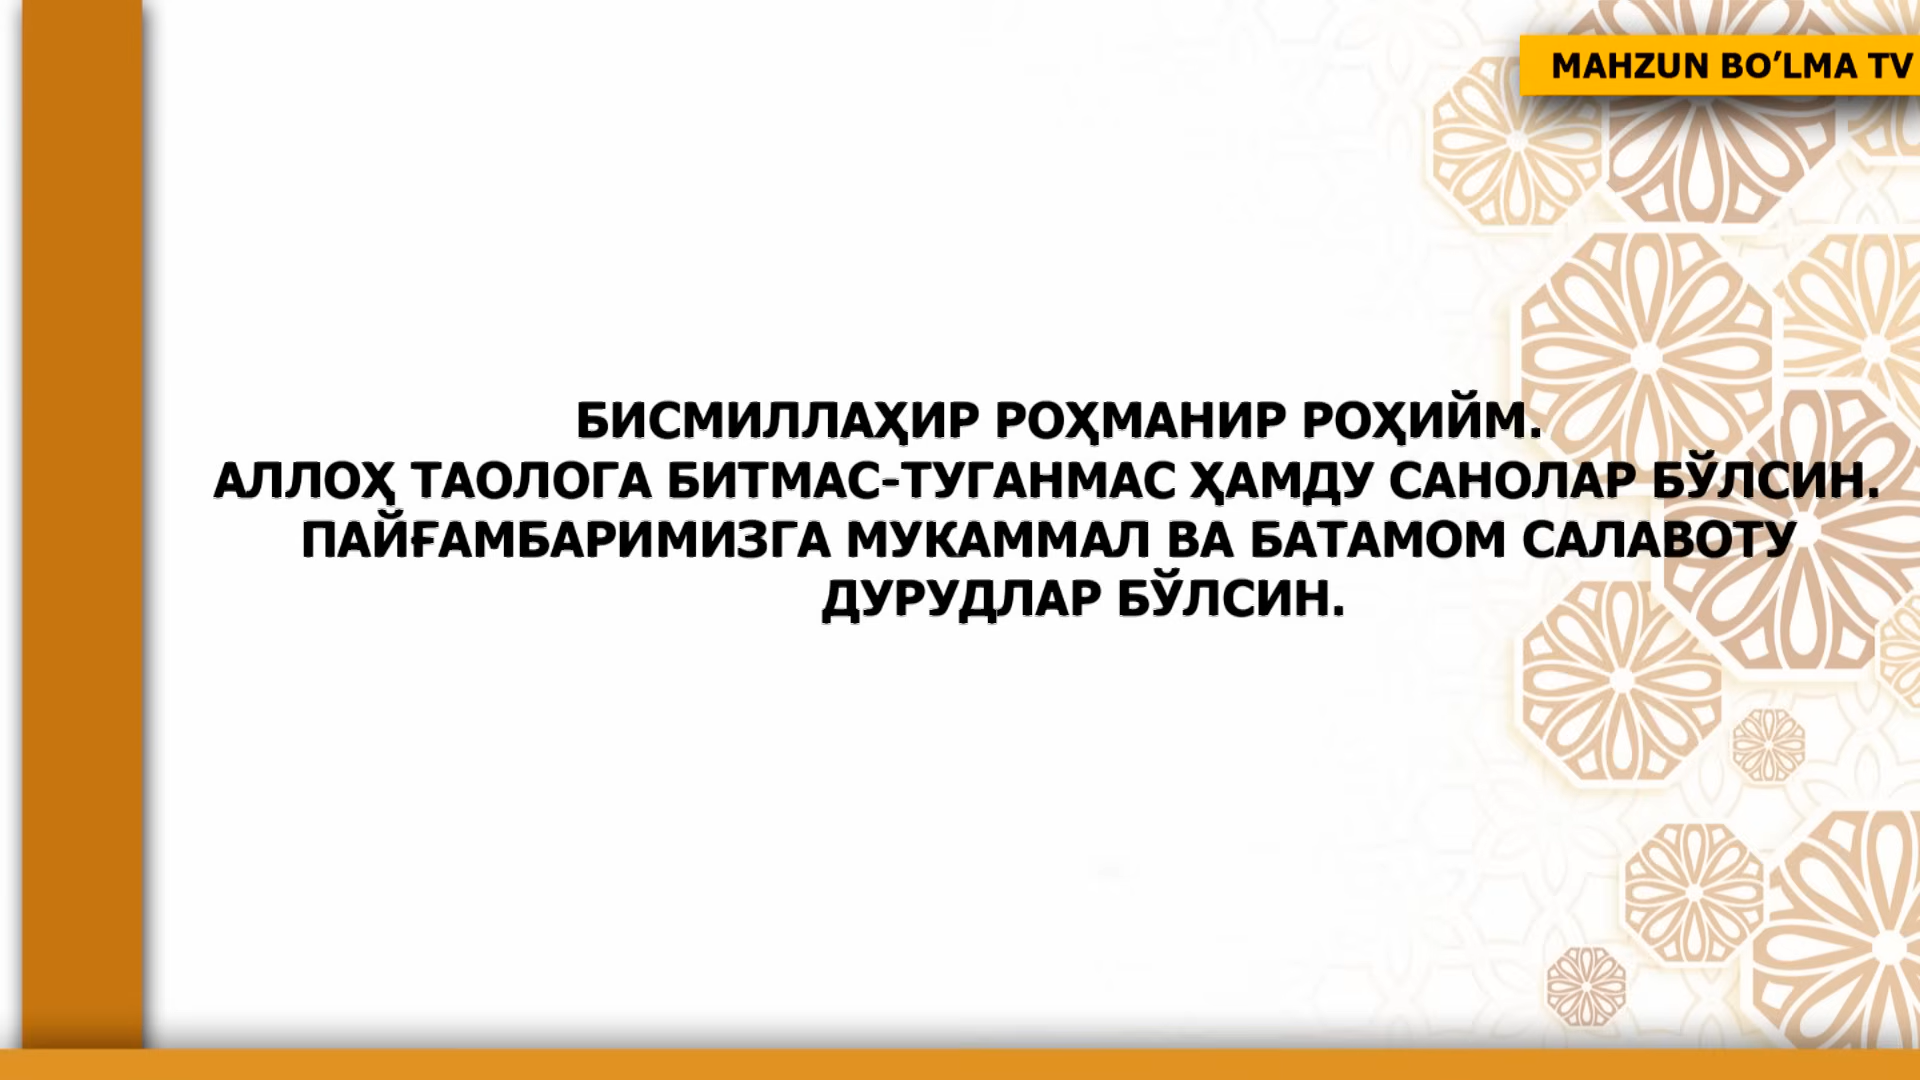 MAHZUN BO′LMA TV
БИСМИЛЛАҲИР РОҲМАНИР РОҲИЙМ.
АЛЛОҲ ТАОЛОГА БИТМАС-ТУГАНМАС ҲАМДУ САНОЛАР БЎЛСИН.
ПАЙҒАМБАРИМИЗГА МУКАММАЛ ВА БАТАМОМ САЛАВОТУ
ДУРУДЛАР БЎЛСИН.